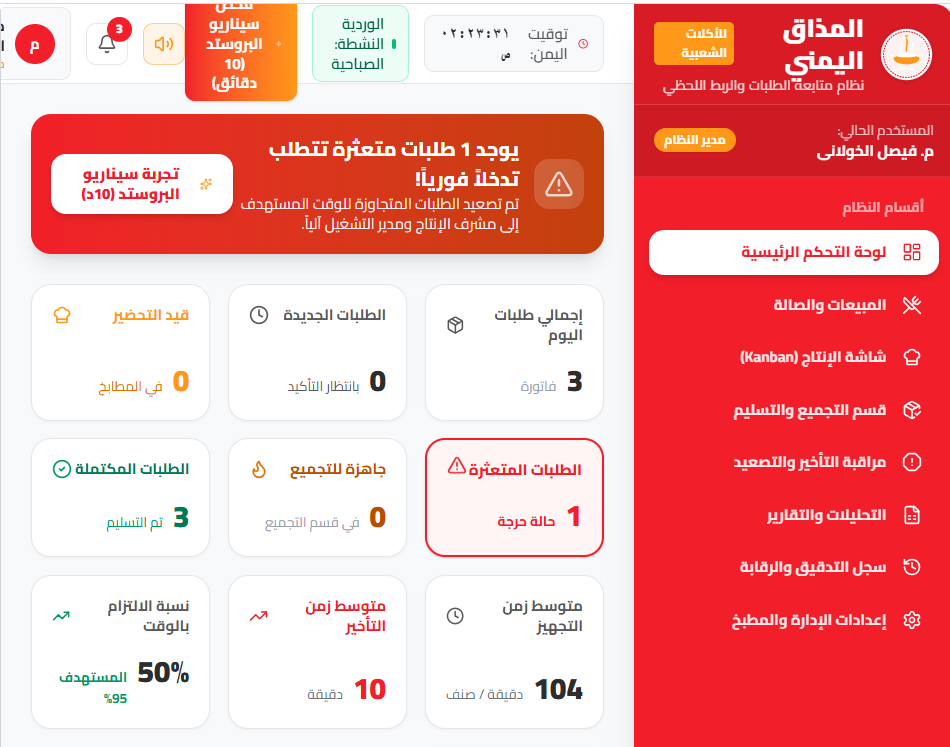 المذاق
اليمني
للأكلات
الشعبية
نظام متابعة الطلبات والربط اللحظي
المستخدم الحالي:
م. فيصل الخولاني
مدير النظام
أقسام النظام
لوحة التحكم الرئيسية
المبيعات والصالة
شاشة الإنتاج (Kanban)
قسم التجميع والتسليم
مراقبة التأخير والتصعيد
التحليلات والتقارير
سجل التدقيق والرقابة
إعدادات الإدارة والمطبخ
توقيت
اليمن:
٠٢:٢٣:٣١
ص
الوردية
النشطة:
الصباحية
سيناريو
البروستد
(10
دقائق)
3
م
يوجد 1 طلبات متعثرة تتطلب
تدخلاً فورياً!
تم تصعيد الطلبات المتجاوزة للوقت المستهدف
إلى مشرف الإنتاج ومدير التشغيل آلياً.
تجربة سيناريو
البروستد (10د)
إجمالي طلبات
اليوم
3 فاتورة
الطلبات الجديدة
0 بانتظار التأكيد
قيد التحضير
0 في المطابخ
الطلبات المتعثرة
1 حالة حرجة
جاهزة للتجميع
0 في قسم التجميع
الطلبات المكتملة
3 تم التسليم
متوسط زمن
التجهيز
104 دقيقة / صنف
متوسط زمن
التأخير
10 دقيقة
نسبة الالتزام
بالوقت
50% المستهدف
95%